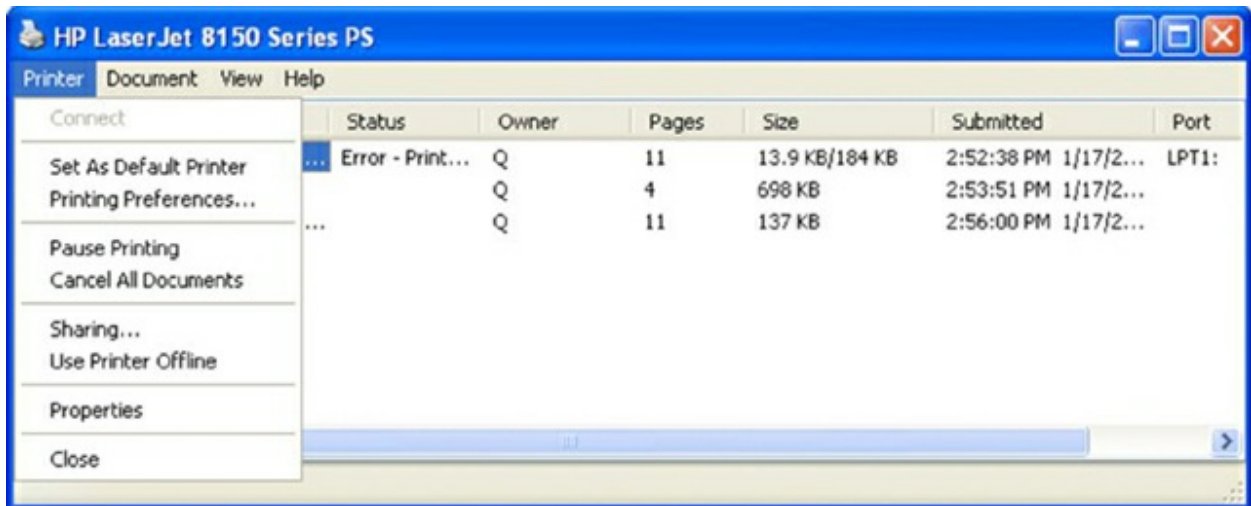 HP LaserJet 8150 Series PS
Printer Document View Help
Connect
Status Owner Pages Size Submitted Port
Set As Default Printer
... Error - Print... Q 11 13.9 KB/184 KB 2:52:38 PM 1/17/2... LPT1:
Printing Preferences...
Q 4 698 KB 2:53:51 PM 1/17/2...
... Q 11 137 KB 2:56:00 PM 1/17/2...
Pause Printing
Cancel All Documents
Sharing...
Use Printer Offline
Properties
Close